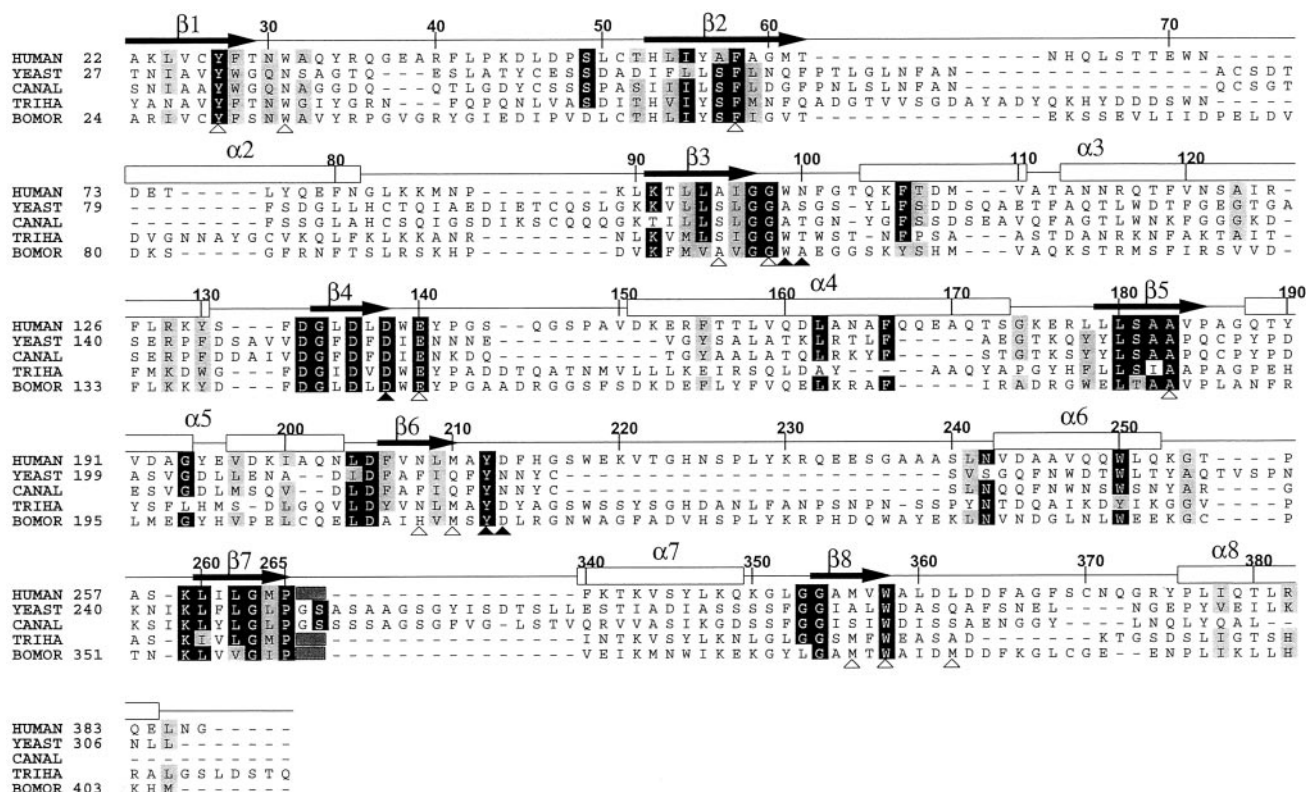 β1 30 40 50 β2 60 70
HUMAN 22 A K L V C Y F T N W A Q Y R Q G E A R F L P K D L D P S L C T H L I Y A F A G M T - - - - - - - - - - - - - - - N H Q L S T T E W N - - - - -
YEAST 27 T N I A V Y W G Q N S A G T Q - - - E S L A T Y C E S S D A D I F L L S F L N Q F P T L G L N F A N - - - - - - - - - - - - - - - A C S D T
CANAL S N I A A Y W G Q N A G G D Q - - - Q T L G D Y C S S S P A S I I I L S F L D G F P N L S L N F A N - - - - - - - - - - - - - - - Q C S G T
TRIHA Y A N A V Y F T N W G I Y G R N - - F Q P Q N L V A S D I T H V I Y S F M N F Q A D G T V V S G D A Y A D Y Q K H Y D D D S W N - - - - -
BOMOR 24 A R I V C Y F S N W A V Y R P G V G R Y G I E D I P V D L C T H L I Y S F I G V T - - - - - - - - - - - - - - - E K S S E V L I I D P E L D V
α2 80 90 β3 100 110 α3 120
HUMAN 73 D E T - - - - - L Y Q E F N G L K K M N P - - - - - - - - K L K T L L A I G G W N F G T Q K F T D M - - V A T A N N R Q T F V N S A I R -
YEAST 79 - - - - - - - - F S D G L L H C T Q I A E D I E T C Q S L G K K V L L S L G G A S G S - Y L F S D D S Q A E T F A Q T L W D T F G E G T G A
CANAL - - - - - - - - F S D G L A H C S Q I G S D I K S C Q Q Q G K T I L L S L G G A T G N - Y G F S S D S E A V Q F A G T L W N K F G G G K D -
TRIHA D V G N N A Y G C V K Q L F K L K K A N R - - - - - - - - N L K V M L S I G G W T W S T - N F P S A - - A S T D A N R K N F A K T A I T -
BOMOR 80 D K S - - - - - G F R N F T S L R S K H P - - - - - - - - D V K F M V A V G G W A E G G S K Y S H M - - V A Q K S T R M S F I R S V V D -
130 β4 140 150 α4 160 170 180 β5 190
HUMAN 126 F L R K Y S - - - F D G L D L D W E Y P G S - - Q G S P A V D K E R F T T L V Q D L A N A F Q Q E A Q T S G K E R L L L S A A V P A G Q T Y
YEAST 140 S E R P F D S A V V D G F D F D I E N N N E - - - - - - - - - V G Y S A L A T K L R T L F - - - - A E G T K Q Y Y L S A A P Q C P Y P D
CANAL S E R P F D D A I V D G F D F D I E N K D Q - - - - - - - - - T G Y A A L A T Q L R K Y F - - - - S T G T K S Y Y L S A A P Q C P Y P D
TRIHA F M K D W G - - - F D G I D V D W E Y P A D D T Q A T N M V L L L K E I R S Q L D A Y - - - - A A Q Y A P G Y H F L L S I A A P A G P E H
BOMOR 133 F L K K Y D - - - F D G L D L D W E Y P G A A D R G G S F S D K D E F L Y F V Q E L K R A F - - - - I R A D R G W E L T A A V P L A N F R
α5 200 β6 210 220 230 240 α6 250
HUMAN 191 V D A G Y E V D K I A Q N L D F V N L M A Y D F H G S W E K V T G H N S P L Y K R Q E E S G A A A S L N V D A A V Q Q W L Q K G T - - P
YEAST 199 A S V G D L L E N A - D I D F A F I Q F Y N N Y C - - - - - - - - - - - - - - - - - - - - - - - S V S G Q F N W D T W L T Y A Q T V S P N
CANAL E S V G D L M S Q V - D L D F A F I Q F Y N N Y C - - - - - - - - - - - - - - - - - - - - - - - S L N Q Q F N W N S W S N Y A R - - - G
TRIHA Y S F L H M S - D L G Q V L D Y V N L M A Y D Y A G S W S S Y S G H D A N L F A N P S N P N - S S P Y N T D Q A I K D Y I K G G V - - P
BOMOR 195 L M E G Y H V P E L C Q E L D A I H V M S Y D L R G N W A G F A D V H S P L Y K R P H D Q W A Y E K L N V N D G L N L W E E K G C - - P
260 β7 265 340 α7 350 β8 360 370 α8 380
HUMAN 257 A S - K L I L G M P - - - - - - - - - - - - - - - - F K T K V S Y L K Q K G L G G A M V W A L D L D D F A G F S C N Q G R Y P L I Q T L R
YEAST 240 K N I K L F L G L P G S A S A A G S G Y I S D T S L L E S T I A D I A S S S S F G G I A L W D A S Q A F S N E L - - - N G E P Y V E I L K
CANAL K S I K L Y L G L P G S S S S A G S G F V G - L S T V Q R V V A S I K G D S S F G G I S I W D I S S A E N G G Y - - - L N Q L Y Q A L - -
TRIHA A S - K I V L G M P - - - - - - - - - - - - - - - - I N T K V S Y L K N L G L G G S M F W E A S A D - - - - K T G S D S L I G T S H
BOMOR 351 T N - K L V V G I P - - - - - - - - - - - - - - - - V E I K M N W I K E K G Y L G A M T W A I D M D D F K G L C G E - - E N P L I K L L H
HUMAN 383 Q E L N G - - - - -
YEAST 306 N L L - - - - - - -
CANAL - - - - - - - - - -
TRIHA R A L G S L D S T Q
BOMOR 403 K H M - - - - - - -